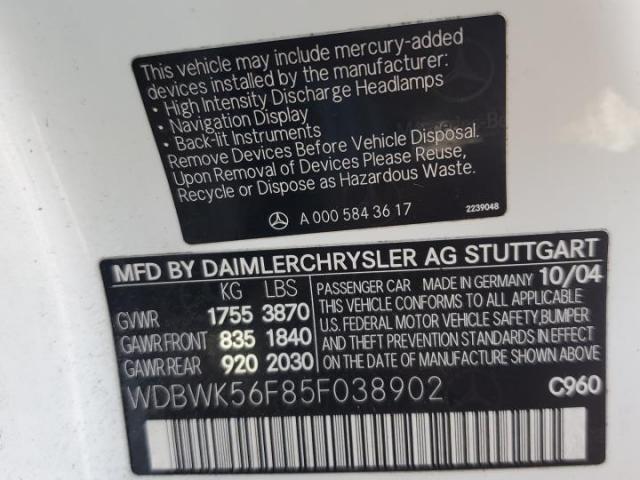 This vehicle may include mercury-added
devices installed by the manufacturer:
• High Intensity Discharge Headlamps
• Navigation Display
• Back-lit Instruments
Remove Devices Before Vehicle Disposal.
Upon Removal of Devices Please Reuse,
Recycle or Dispose as Hazardous Waste.
A 000 584 36 17
2239048
MFD BY DAIMLERCHRYSLER AG STUTTGART
KG LBS
GVWR 1755 3870
GAWR FRONT 835 1840
GAWR REAR 920 2030
PASSENGER CAR MADE IN GERMANY 10/04
THIS VEHICLE CONFORMS TO ALL APPLICABLE
U.S. FEDERAL MOTOR VEHICLE SAFETY, BUMPER
AND THEFT PREVENTION STANDARDS IN EFFECT
ON THE DATE OF MANUFACTURE SHOWN ABOVE.
WDBWK56F85F038902
C960